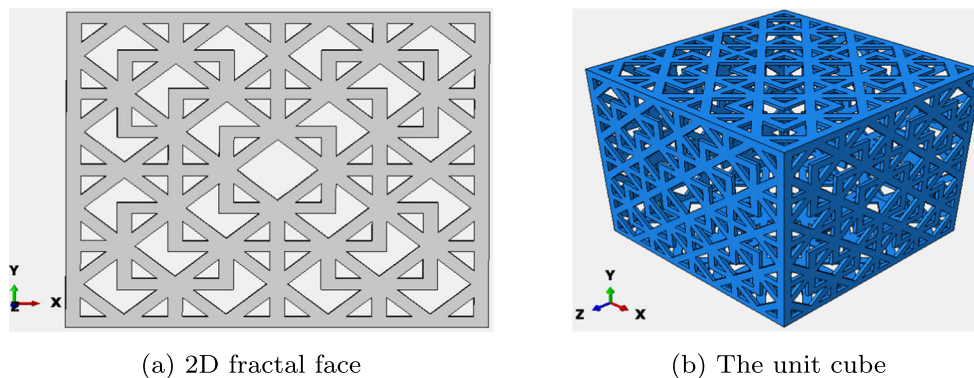 Y
Z X
Y
Z X
(a) 2D fractal face
(b) The unit cube